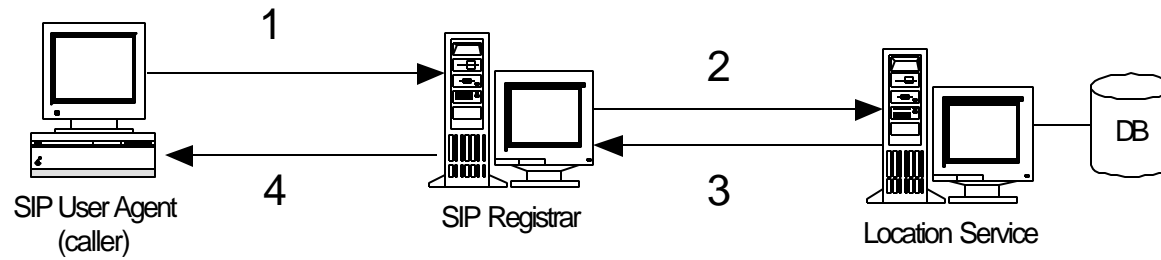 1
2
DB
4
3
SIP User Agent
(caller)
SIP Registrar
Location Service